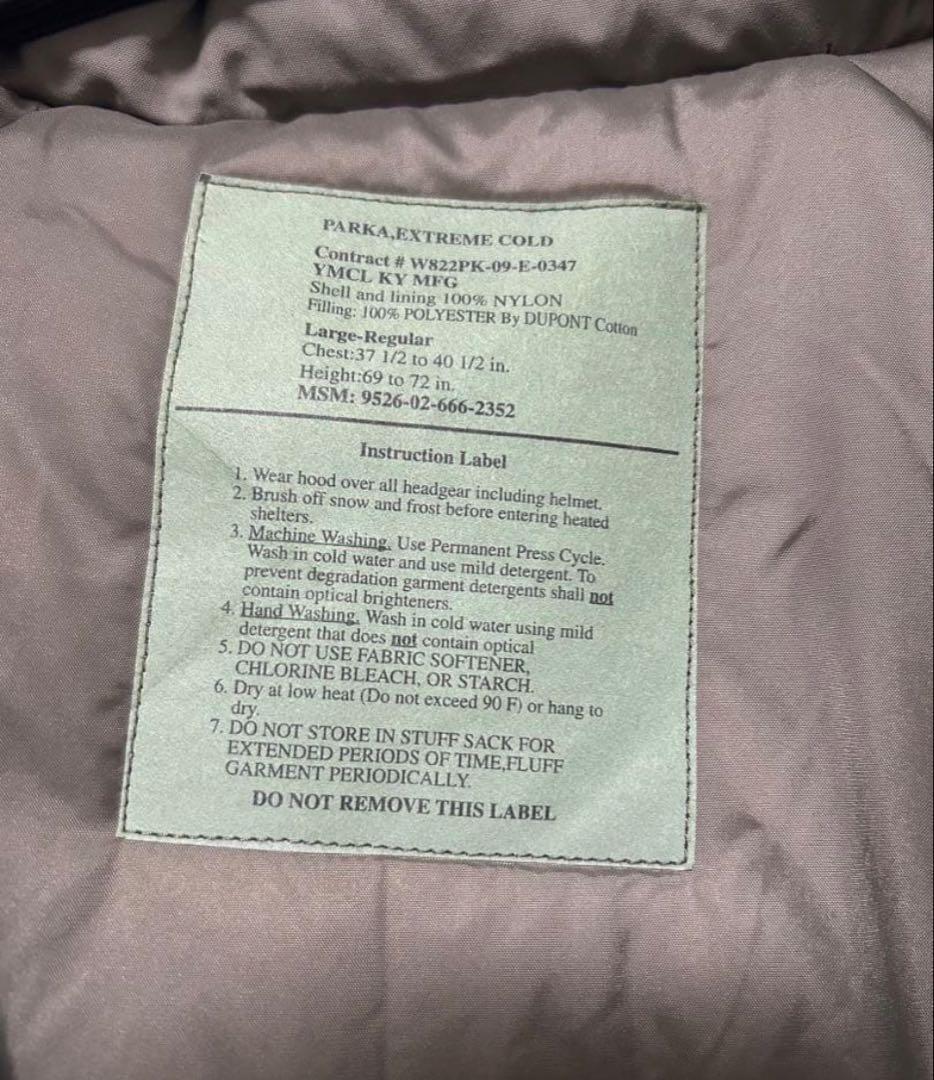 PARKA,EXTREME COLD
Contract # W822PK-09-E-0347
YMCL KY MFG
Shell and lining 100% NYLON
Filling: 100% POLYESTER By DUPONT Cotton
Large-Regular
Chest:37 1/2 to 40 1/2 in.
Height:69 to 72 in.
MSM: 9526-02-666-2352
Instruction Label
1. Wear hood over all headgear including helmet.
2. Brush off snow and frost before entering heated
shelters.
3. Machine Washing. Use Permanent Press Cycle.
Wash in cold water and use mild detergent. To
prevent degradation garment detergents shall not
contain optical brighteners.
4. Hand Washing. Wash in cold water using mild
detergent that does not contain optical
5. DO NOT USE FABRIC SOFTENER,
CHLORINE BLEACH, OR STARCH.
6. Dry at low heat (Do not exceed 90 F) or hang to
dry.
7. DO NOT STORE IN STUFF SACK FOR
EXTENDED PERIODS OF TIME,FLUFF
GARMENT PERIODICALLY.
DO NOT REMOVE THIS LABEL